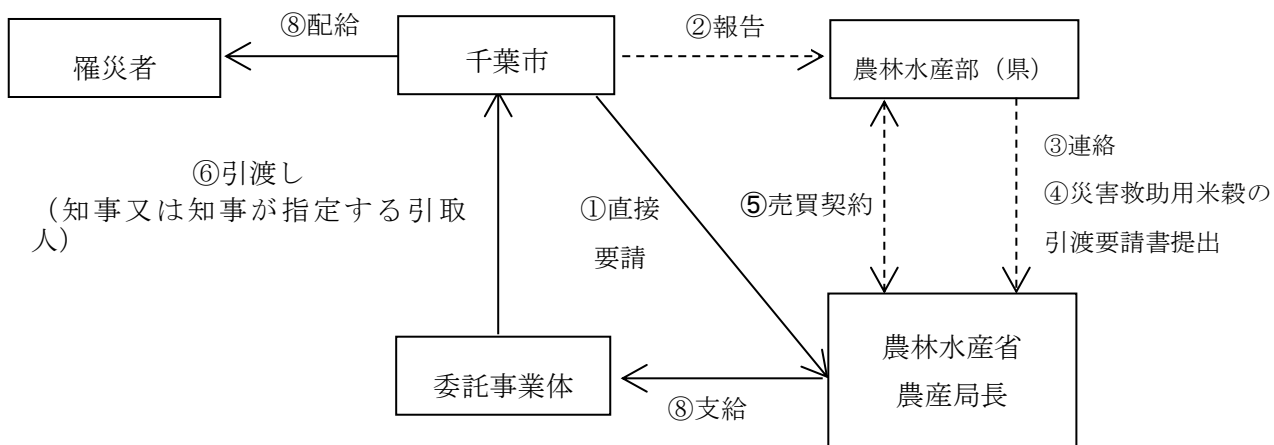 ⑧配給
②報告
罹災者
千葉市
農林水産部（県）
⑥引渡し
（知事又は知事が指定する引取
人）
①直接
要請
⑤売買契約
③連絡
④災害救助用米穀の
引渡要請書提出
委託事業体
⑧支給
農林水産省
農産局長